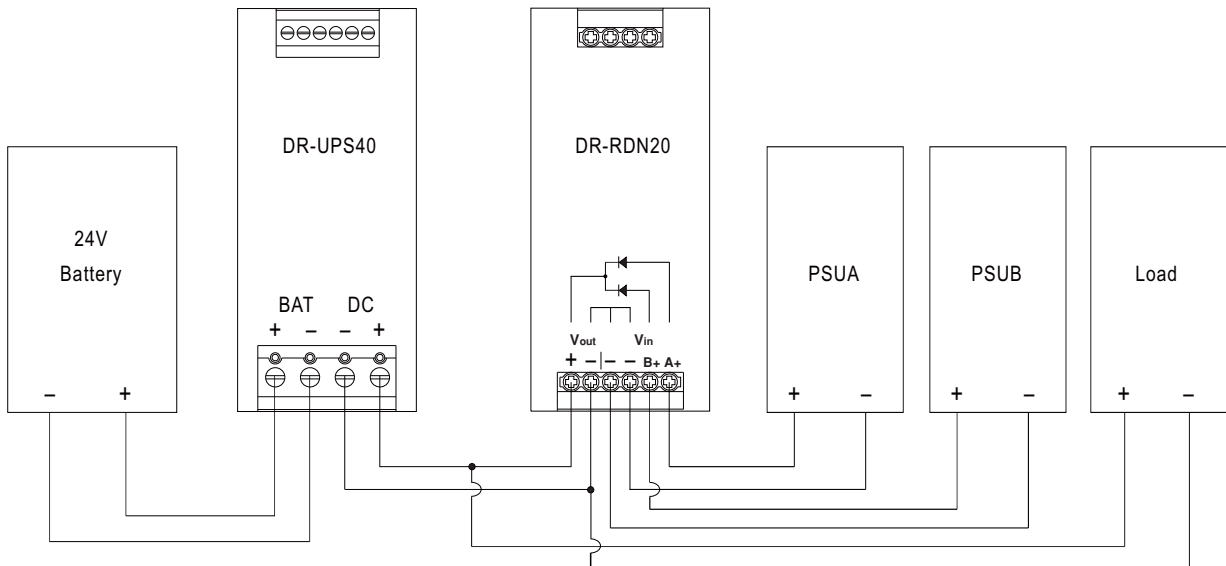 DR-UPS40
DR-RDN20
24V
Battery
PSUA
PSUB
Load
BAT DC
+ – – +
Vout Vin
+ – | – – B+ A+
– +
+ –
+ –
+ –